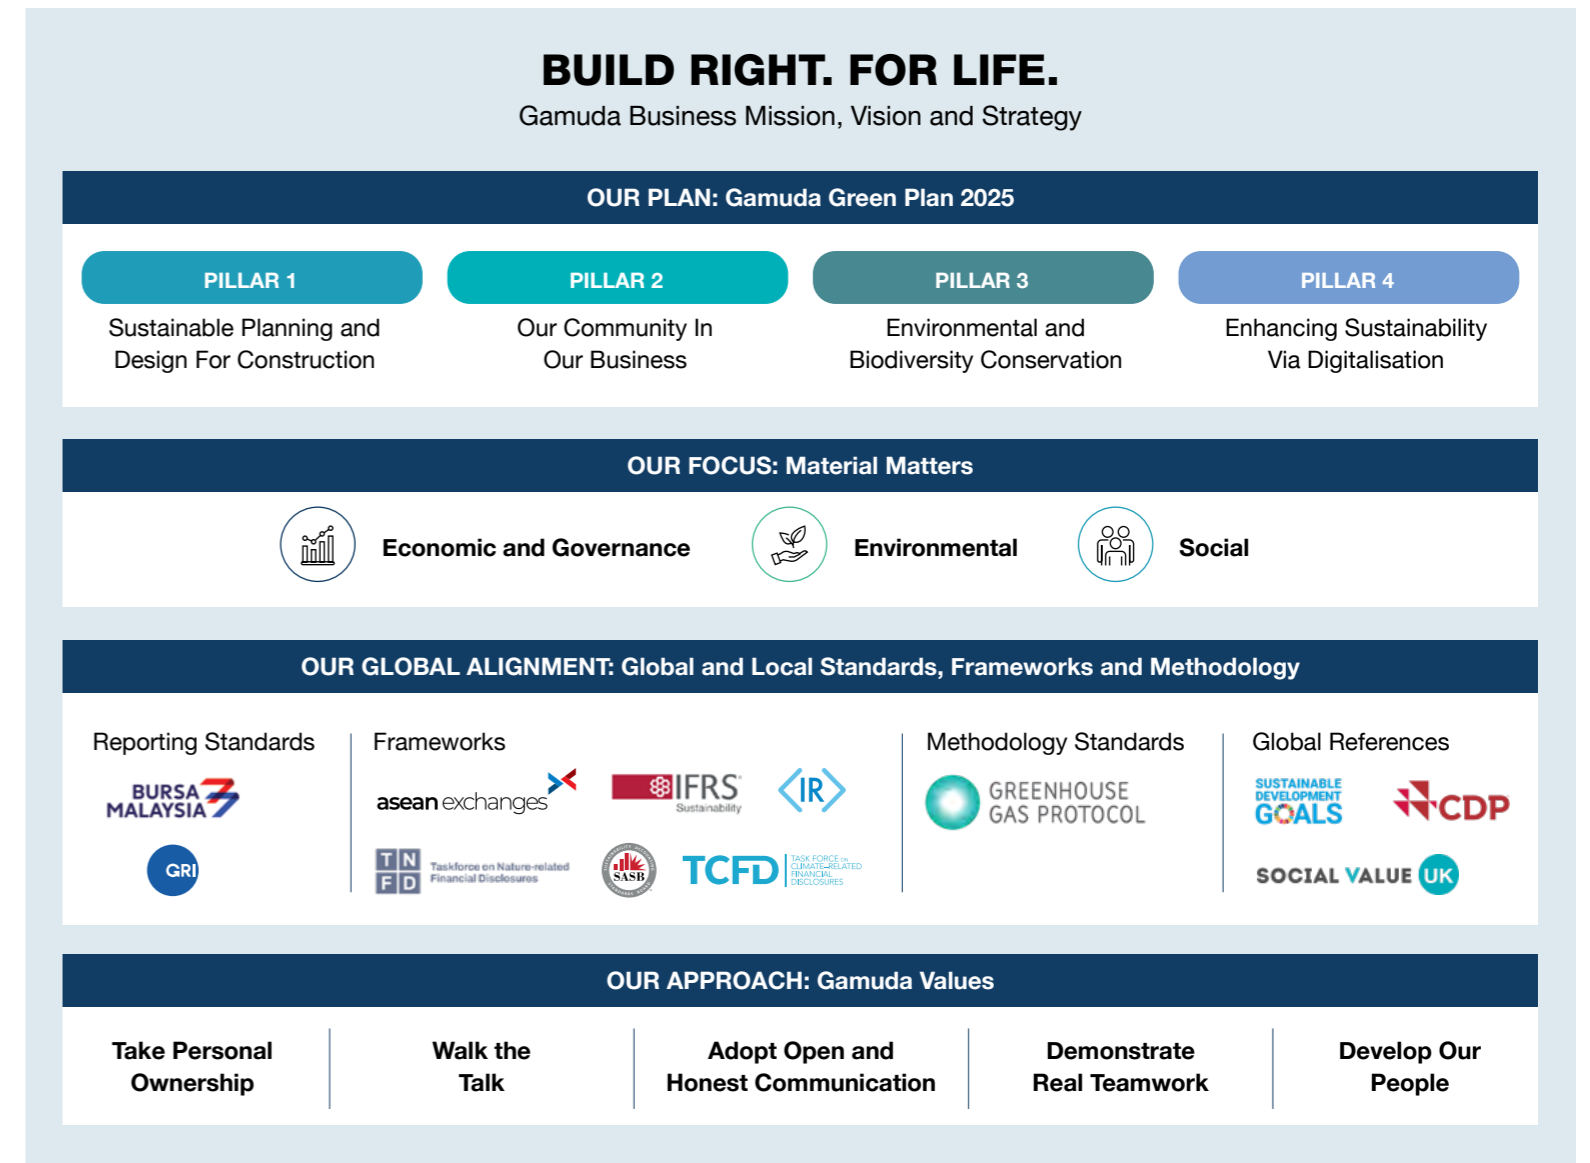 BUILD RIGHT. FOR LIFE.
Gamuda Business Mission, Vision and Strategy
OUR PLAN: Gamuda Green Plan 2025
PILLAR 1
Sustainable Planning and
Design For Construction
PILLAR 2
Our Community In
Our Business
PILLAR 3
Environmental and
Biodiversity Conservation
PILLAR 4
Enhancing Sustainability
Via Digitalisation
OUR FOCUS: Material Matters
Economic and Governance
Environmental
Social
OUR GLOBAL ALIGNMENT: Global and Local Standards, Frameworks and Methodology
Reporting Standards
BURSA
MALAYSIA
GRI
Frameworks
asean exchanges
IFRS
Sustainability
IR
TN
FD
Taskforce on Nature-related
Financial Disclosures
SASB
TCFD
TASK FORCE ON
CLIMATE-RELATED
FINANCIAL
DISCLOSURES
Methodology Standards
GREENHOUSE
GAS PROTOCOL
Global References
SUSTAINABLE
DEVELOPMENT
GOALS
CDP
SOCIAL VALUE UK
OUR APPROACH: Gamuda Values
Take Personal
Ownership
Walk the
Talk
Adopt Open and
Honest Communication
Demonstrate
Real Teamwork
Develop Our
People